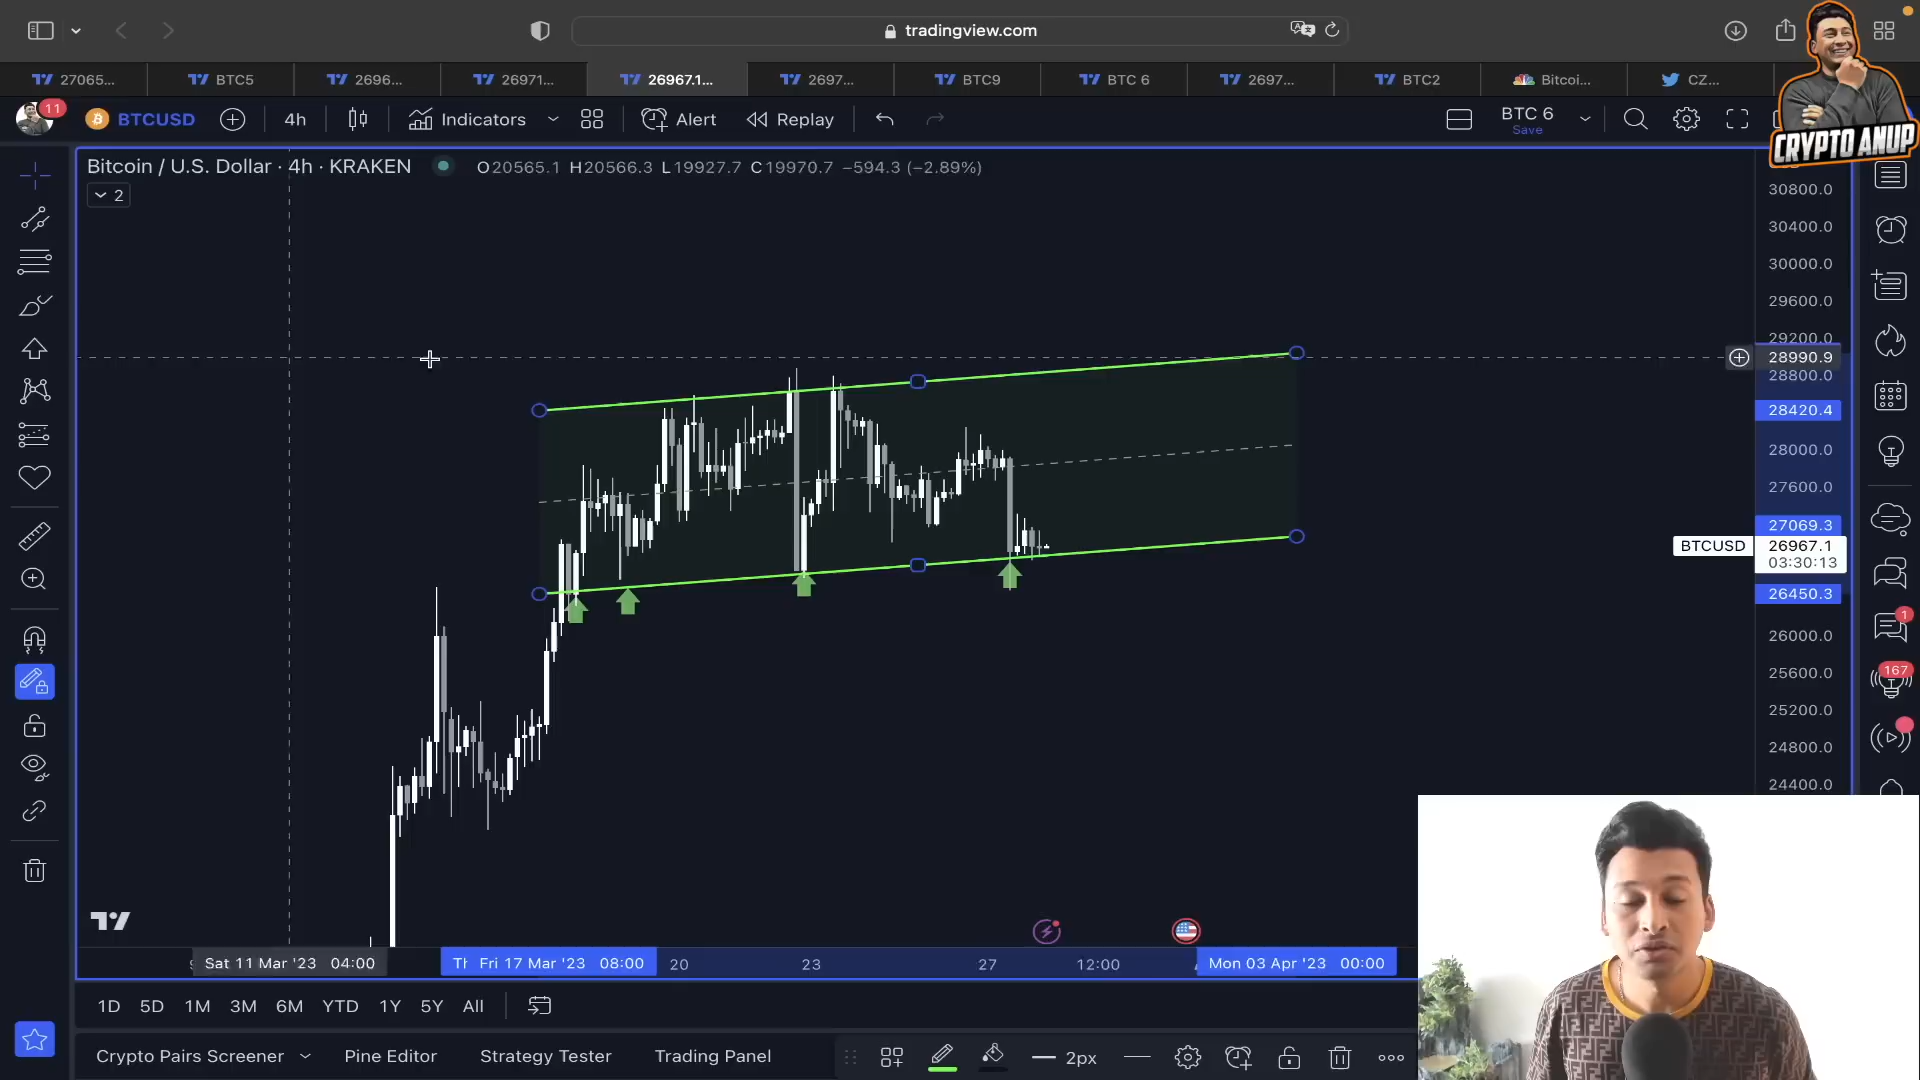 tradingview.com
27065...
BTC5
2696...
26971...
26967.1...
2697...
BTC9
BTC 6
2697...
BTC2
Bitcoi...
CZ...
CRYPTO ANUP
11
BTCUSD
4h
Indicators
Alert
Replay
BTC 6
Save
Bitcoin / U.S. Dollar · 4h · KRAKEN
O20565.1 H20566.3 L19927.7 C19970.7 −594.3 (−2.89%)
2
30800.0
30400.0
30000.0
29600.0
29200.0
28990.9
28800.0
28420.4
28000.0
27600.0
27069.3
BTCUSD
26967.1
03:30:13
26450.3
26000.0
25600.0
25200.0
24800.0
24400.0
1
167
Sat 11 Mar '23 04:00
Fri 17 Mar '23 08:00
20
23
27
12:00
Mon 03 Apr '23 00:00
1D 5D 1M 3M 6M YTD 1Y 5Y All
Crypto Pairs Screener
Pine Editor
Strategy Tester
Trading Panel
2px